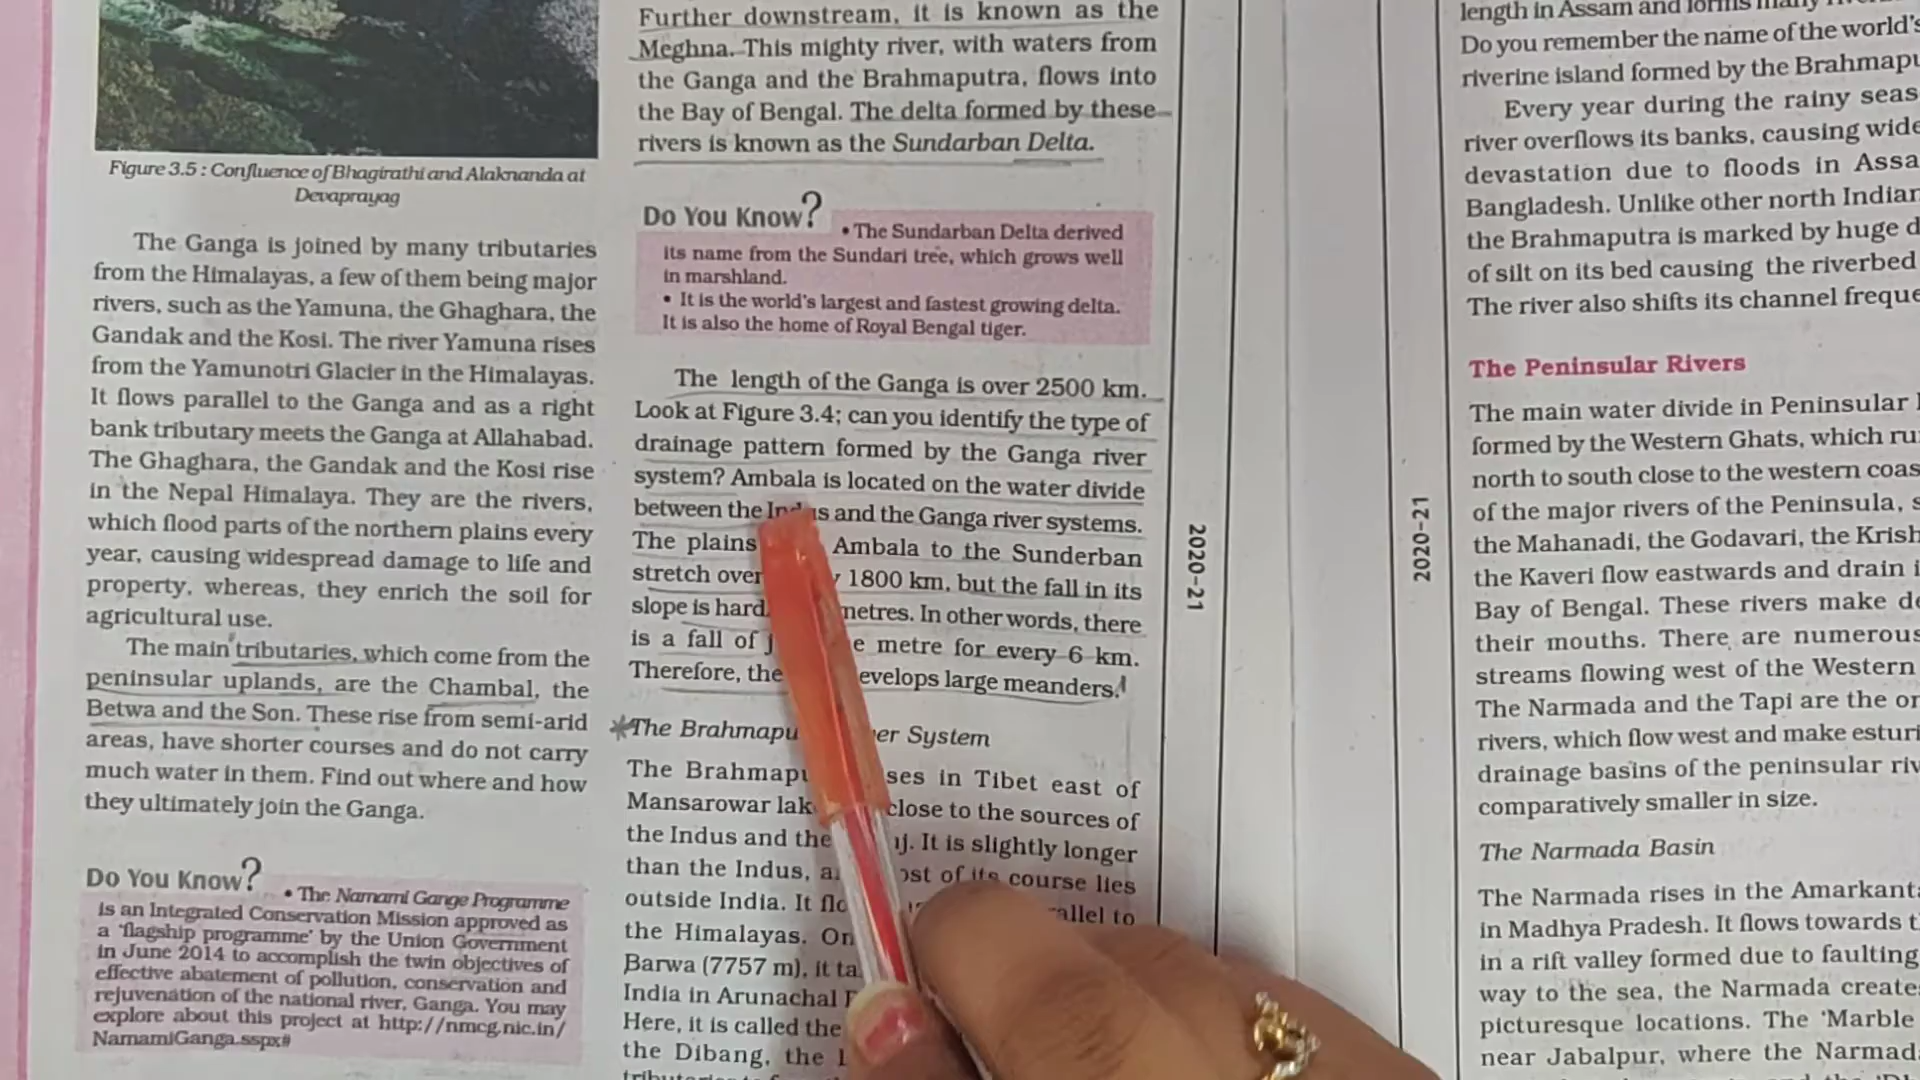 Figure 3.5 : Confluence of Bhagirathi and Alaknanda at
Devaprayag
The Ganga is joined by many tributaries
from the Himalayas, a few of them being major
rivers, such as the Yamuna, the Ghaghara, the
Gandak and the Kosi. The river Yamuna rises
from the Yamunotri Glacier in the Himalayas.
It flows parallel to the Ganga and as a right
bank tributary meets the Ganga at Allahabad.
The Ghaghara, the Gandak and the Kosi rise
in the Nepal Himalaya. They are the rivers,
which flood parts of the northern plains every
year, causing widespread damage to life and
property, whereas, they enrich the soil for
agricultural use.
The main tributaries, which come from the
peninsular uplands, are the Chambal, the
Betwa and the Son. These rise from semi-arid
areas, have shorter courses and do not carry
much water in them. Find out where and how
they ultimately join the Ganga.
Do You Know?
• The Namami Gange Programme
is an Integrated Conservation Mission approved as
a 'flagship programme' by the Union Government
in June 2014 to accomplish the twin objectives of
effective abatement of pollution, conservation and
rejuvenation of the national river, Ganga. You may
explore about this project at http://nmcg.nic.in/
NamamiGanga.sspx#
Further downstream, it is known as the
Meghna. This mighty river, with waters from
the Ganga and the Brahmaputra, flows into
the Bay of Bengal. The delta formed by these
rivers is known as the Sundarban Delta.
Do You Know?
• The Sundarban Delta derived
its name from the Sundari tree, which grows well
in marshland.
• It is the world's largest and fastest growing delta.
It is also the home of Royal Bengal tiger.
The length of the Ganga is over 2500 km.
Look at Figure 3.4; can you identify the type of
drainage pattern formed by the Ganga river
system? Ambala is located on the water divide
between the Indus and the Ganga river systems.
The plains Ambala to the Sunderban
stretch over 1800 km, but the fall in its
slope is metres. In other words, there
is a fall of metre for every 6 km.
Therefore, the large meanders.
The System
The in Tibet east of
Mansarowar close to the sources of
the Indus and the It is slightly longer
than the Indus, of its course lies
outside India. It to
the Himalayas.
Barwa (7757 m), it
India in Arunachal
Here, it is called the
the Dibang, the
2020-21
2020-21
length in Assam and forms many
Do you remember the name of the world's
riverine island formed by the
Every year during the rainy
river overflows its banks, causing
devastation due to floods in
Bangladesh. Unlike other north
the Brahmaputra is marked by huge
of silt on its bed causing the riverbed
The river also shifts its channel
The Peninsular Rivers
The main water divide in Peninsular
formed by the Western Ghats, which
north to south close to the western
of the major rivers of the Peninsula,
the Mahanadi, the Godavari, the
the Kaveri flow eastwards and drain
Bay of Bengal. These rivers make
their mouths. There are numerous
streams flowing west of the Western
The Narmada and the Tapi are the
rivers, which flow west and make
drainage basins of the peninsular
comparatively smaller in size.
The Narmada Basin
The Narmada rises in the
in Madhya Pradesh. It flows towards
in a rift valley formed due to faulting
way to the sea, the Narmada
picturesque locations. The 'Marble
near Jabalpur, where the